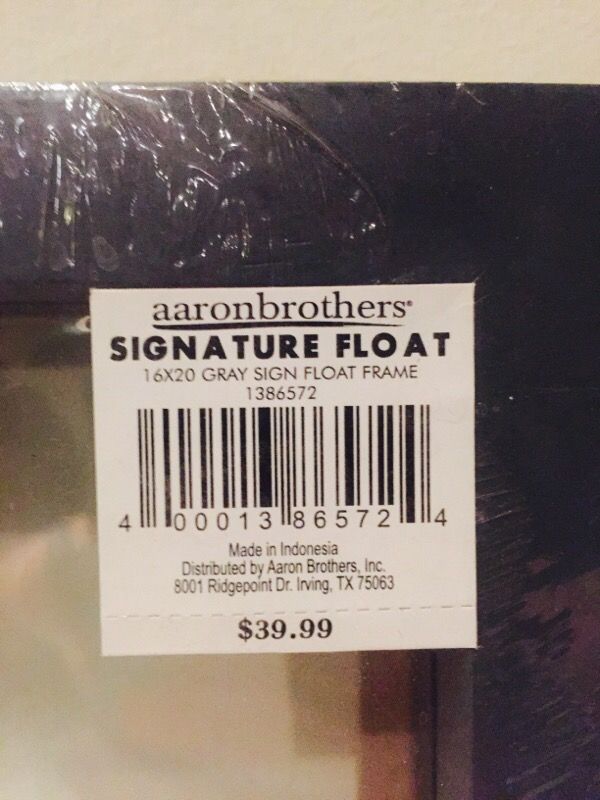 aaronbrothers
SIGNATURE FLOAT
16X20 GRAY SIGN FLOAT FRAME
1386572
4 00013 86572 4
Made in Indonesia
Distributed by Aaron Brothers, Inc.
8001 Ridgepoint Dr. Irving, TX 75063
$39.99